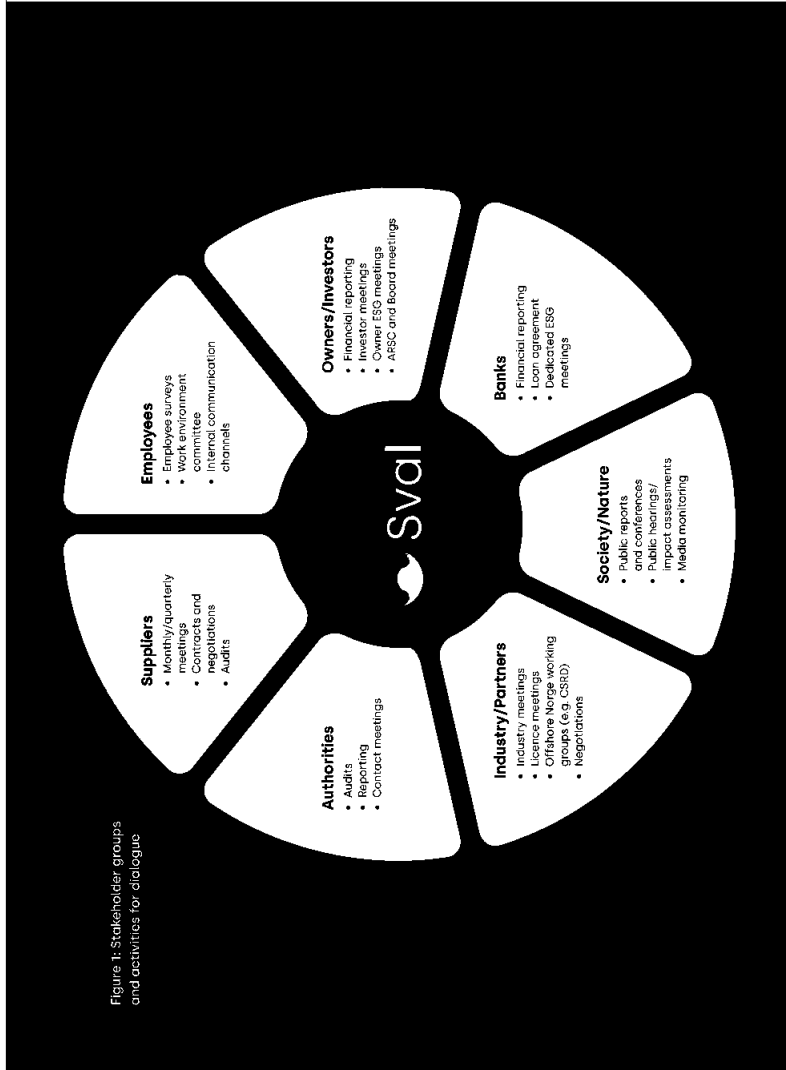 Figure 1: Stakeholder groups
and activities for dialogue
Suppliers
• Monthly/quarterly
meetings
• Contracts and
negotiations
• Audits
Employees
• Employee surveys
• Work environment
committee
• Internal communication
channels
Authorities
• Audits
• Reporting
• Contact meetings
Owners/Investors
• Financial reporting
• Investor meetings
• Owner ESG meetings
• ARSC and Board meetings
Sval
Industry/Partners
• Industry meetings
• Licence meetings
• Offshore Norge working
groups (e.g. CSRD)
• Negotiations
Banks
• Financial reporting
• Loan agreement
• Dedicated ESG
meetings
Society/Nature
• Public reports
and conferences
• Public hearings/
impact assessments
• Media monitoring